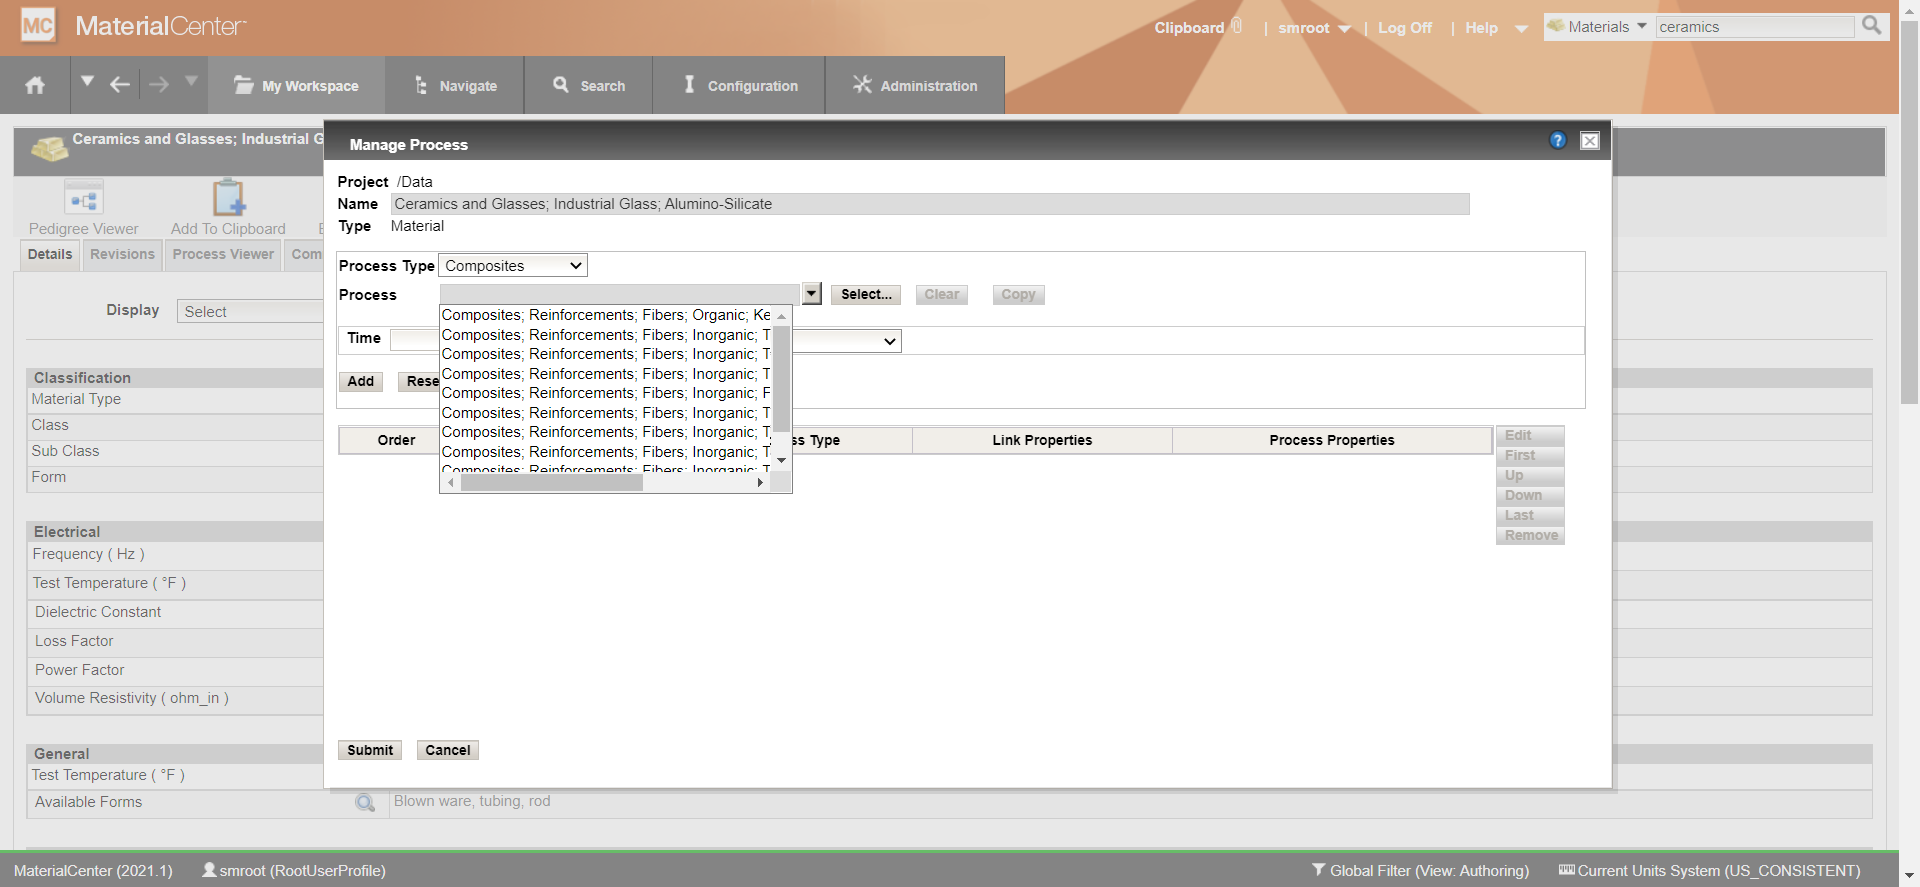 MC MaterialCenter
Clipboard | smroot | Log Off | Help
Materials ceramics
My Workspace Navigate Search Configuration Administration
Ceramics and Glasses; Industrial G
Pedigree Viewer Add To Clipboard
Details Revisions Process Viewer Com
Display Select
Classification
Material Type
Class
Sub Class
Form
Electrical
Frequency ( Hz )
Test Temperature ( °F )
Dielectric Constant
Loss Factor
Power Factor
Volume Resistivity ( ohm_in )
General
Test Temperature ( °F )
Available Forms Blown ware, tubing, rod
Manage Process ?
Project /Data
Name Ceramics and Glasses; Industrial Glass; Alumino-Silicate
Type Material
Process Type Composites
Process Select... Clear Copy
Composites; Reinforcements; Fibers; Organic; Ke
Composites; Reinforcements; Fibers; Inorganic; T
Composites; Reinforcements; Fibers; Inorganic; T
Composites; Reinforcements; Fibers; Inorganic; T
Composites; Reinforcements; Fibers; Inorganic; F
Composites; Reinforcements; Fibers; Inorganic; T
Composites; Reinforcements; Fibers; Inorganic; T
Composites; Reinforcements; Fibers; Inorganic; T
Composites; Reinforcements; Fibers; Inorganic; T
Time
Add Rese
Order ss Type Link Properties Process Properties
Edit
First
Up
Down
Last
Remove
Submit Cancel
MaterialCenter (2021.1) smroot (RootUserProfile) Global Filter (View: Authoring) Current Units System (US_CONSISTENT)